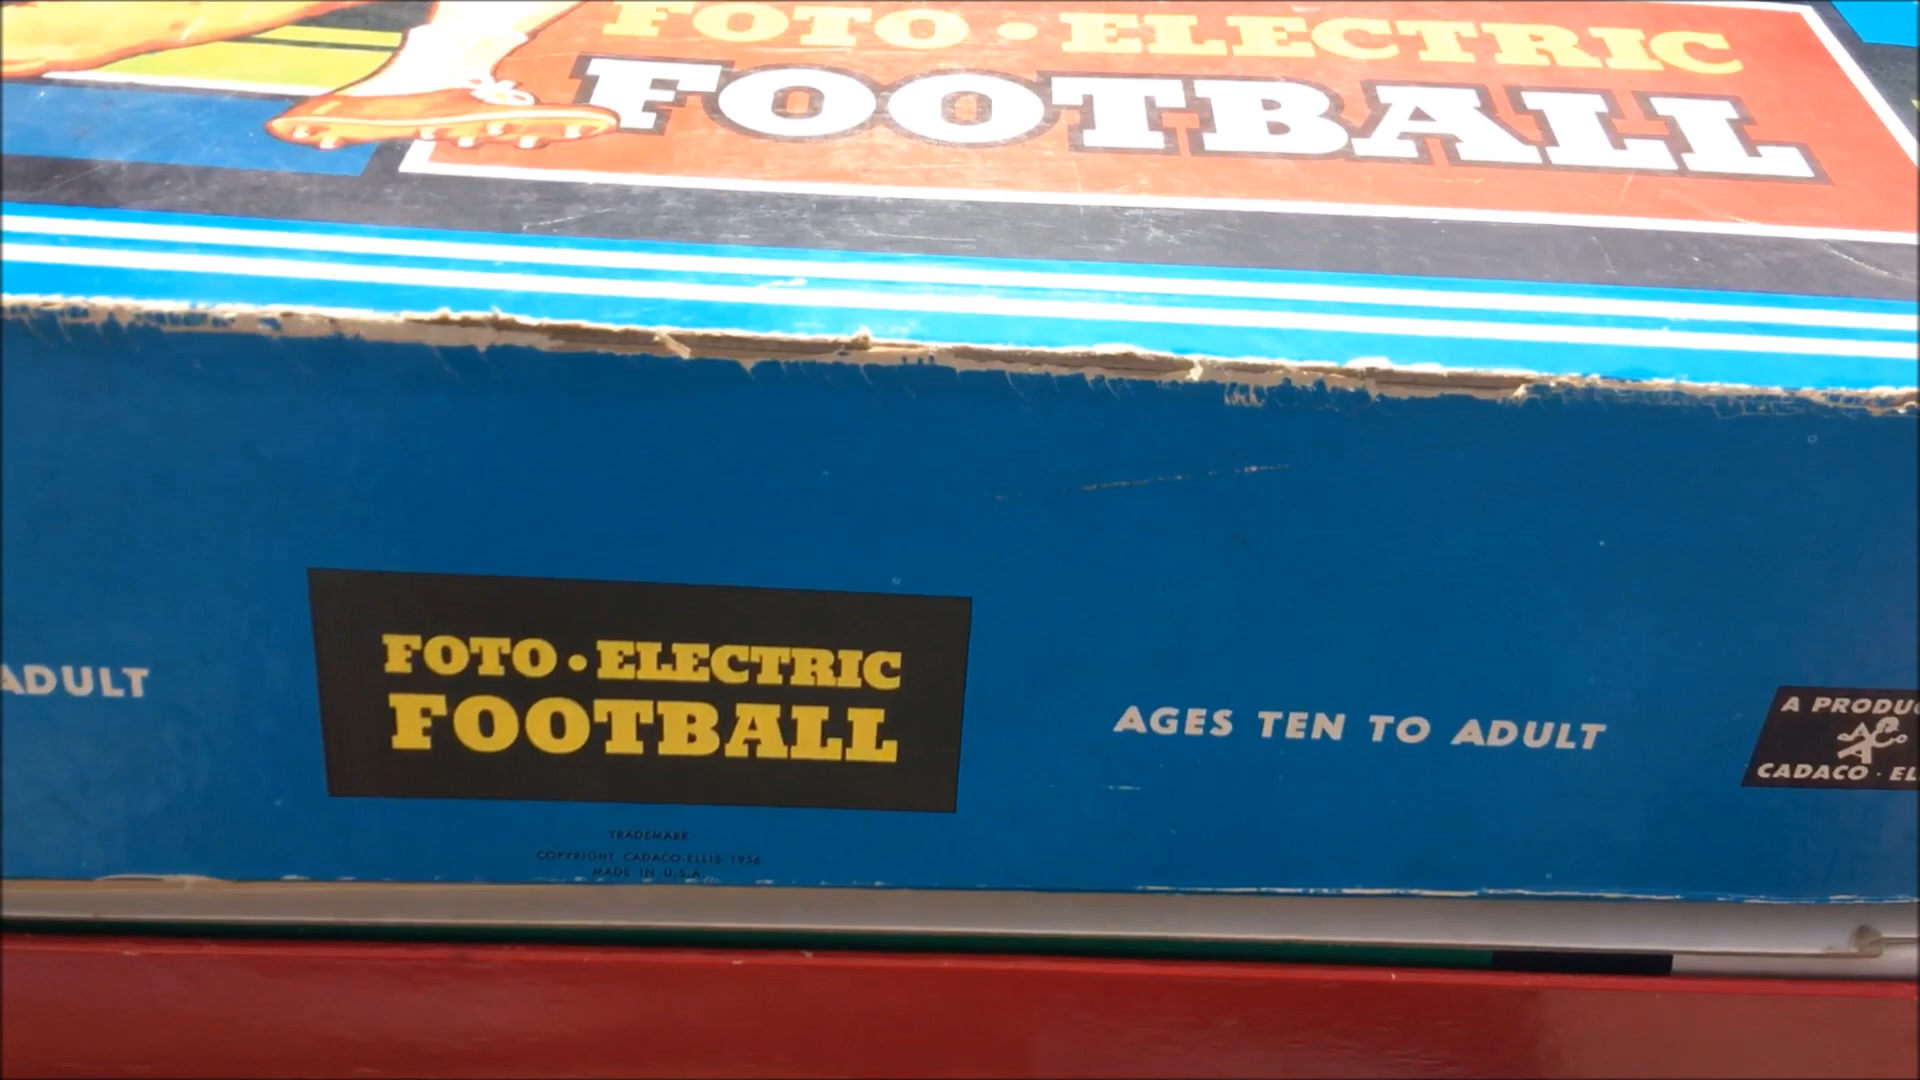 FOTO • ELECTRIC
FOOTBALL
ADULT
FOTO • ELECTRIC
FOOTBALL
AGES TEN TO ADULT
A PRODUC
CADACO · EL
TRADEMARK
COPYRIGHT CADACO-ELLIS 1956
MADE IN U.S.A.